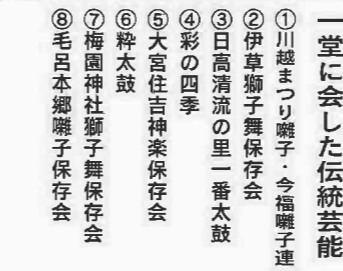 一堂に会した伝統芸能
①川越まつり囃子・今福囃子連
②伊草獅子舞保存会
③日高清流の里一番太鼓
④彩の四季
⑤大宮住吉神楽保存会
⑥粋太鼓
⑦梅園神社獅子舞保存会
⑧毛呂本郷囃子保存会